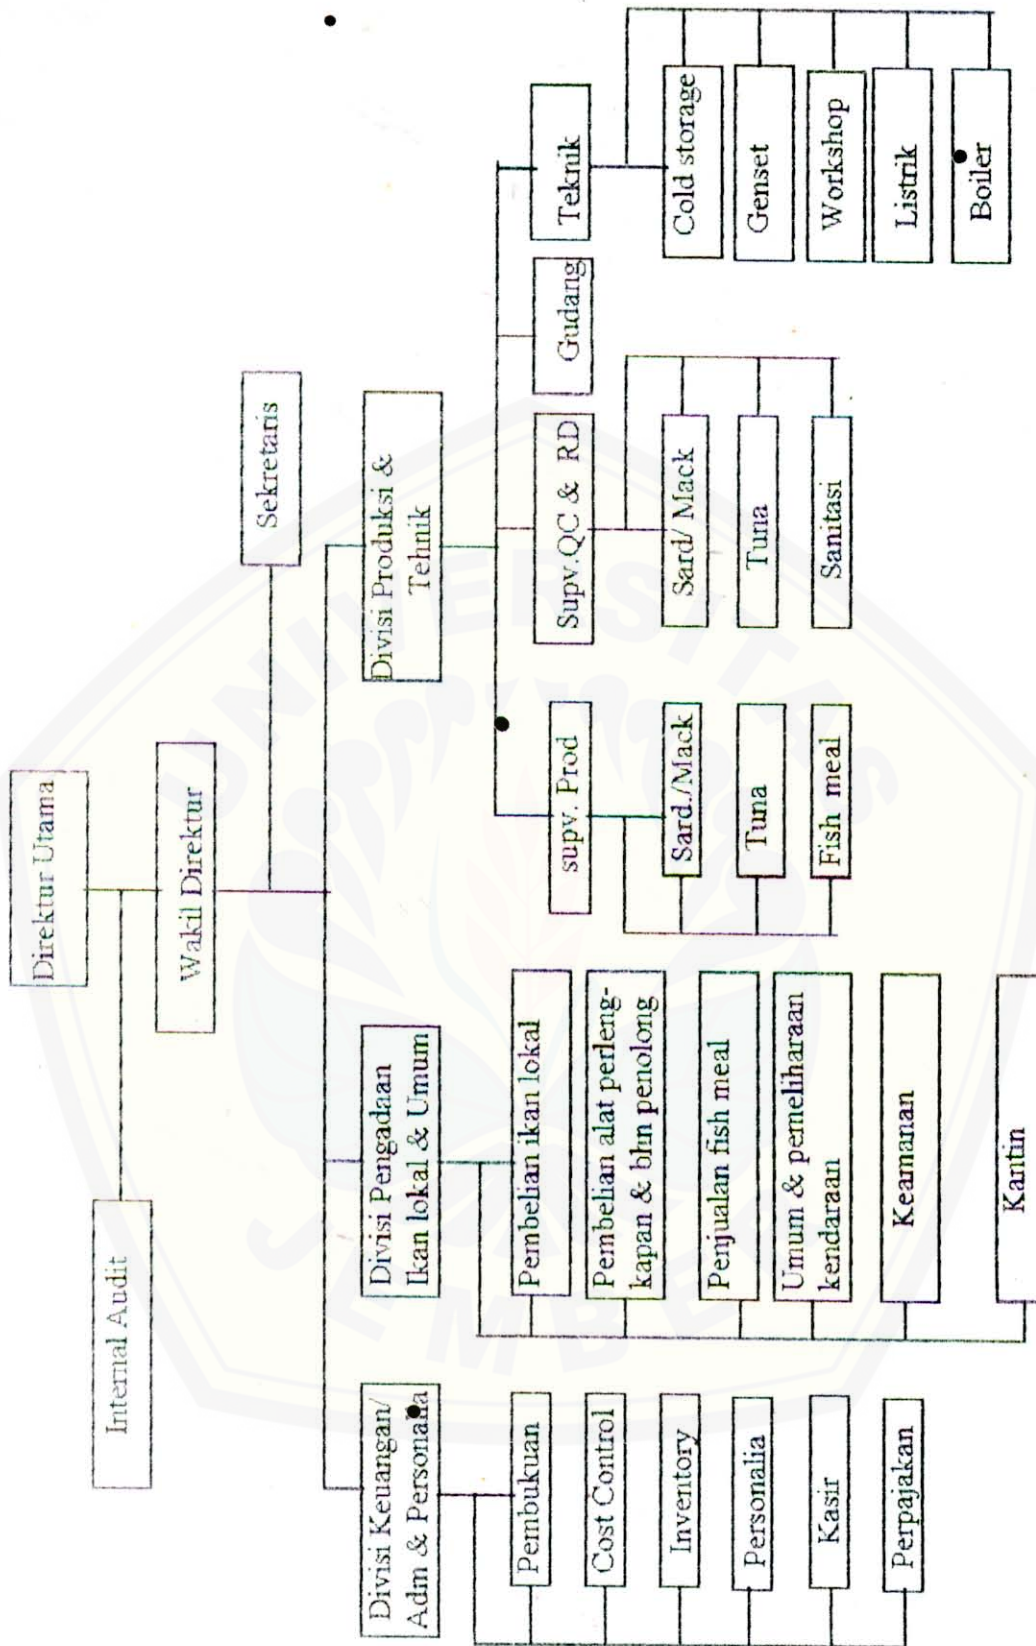 Direktur Utama
Internal Audit
Wakil Direktur
Sekretaris
Divisi Keuangan/
Adm & Personalia
Divisi Pengadaan
Ikan lokal & Umum
Divisi Produksi &
Tehnik
Pembukuan
Cost Control
Inventory
Personalia
Kasir
Perpajakan
Pembelian ikan lokal
Pembelian alat perleng-
kapan & bhn penolong
Penjualan fish meal
Umum & pemeliharaan
kendaraan
Keamanan
Kantin
supv. Prod
Sard./Mack
Tuna
Fish meal
Supv.QC & RD
Sard/ Mack
Tuna
Sanitasi
Gudang
Teknik
Cold storage
Genset
Workshop
Listrik
Boiler
UNIVERSITAS
JEMBER